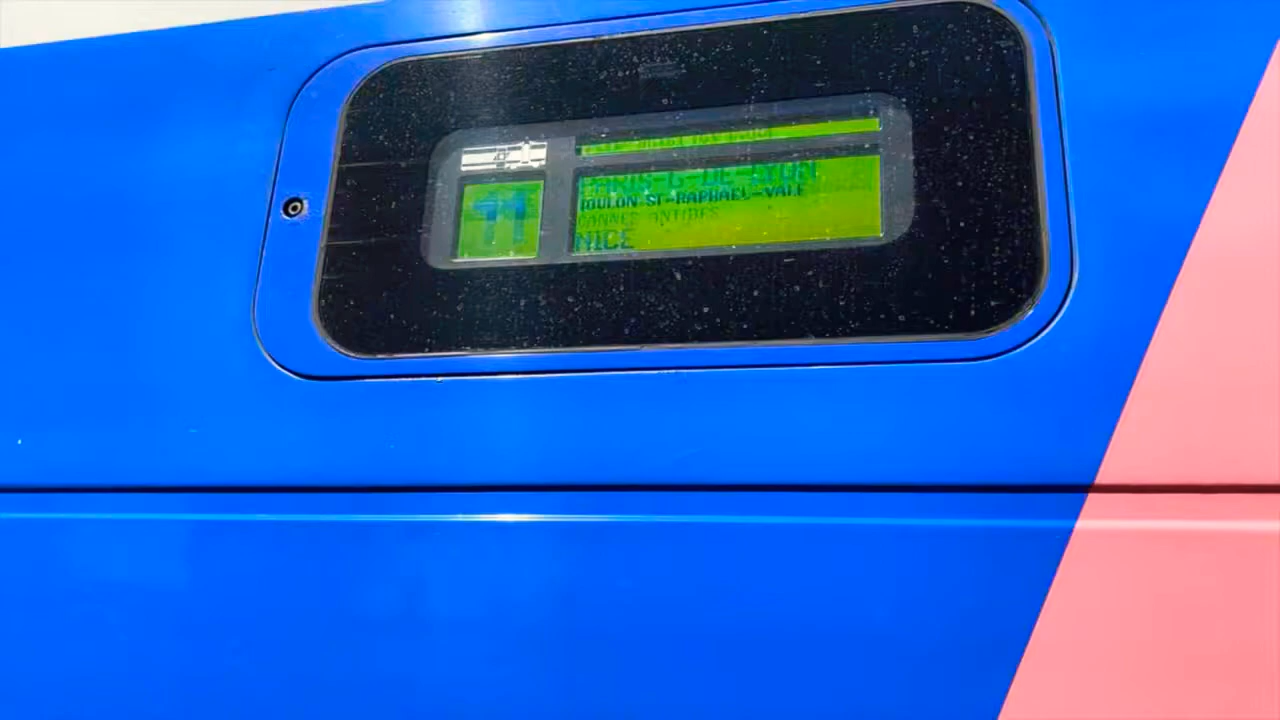 PARIS-G-DE-LYON
TOULON ST-RAPHAEL-VALE
CANNES ANTIBES
NICE
11